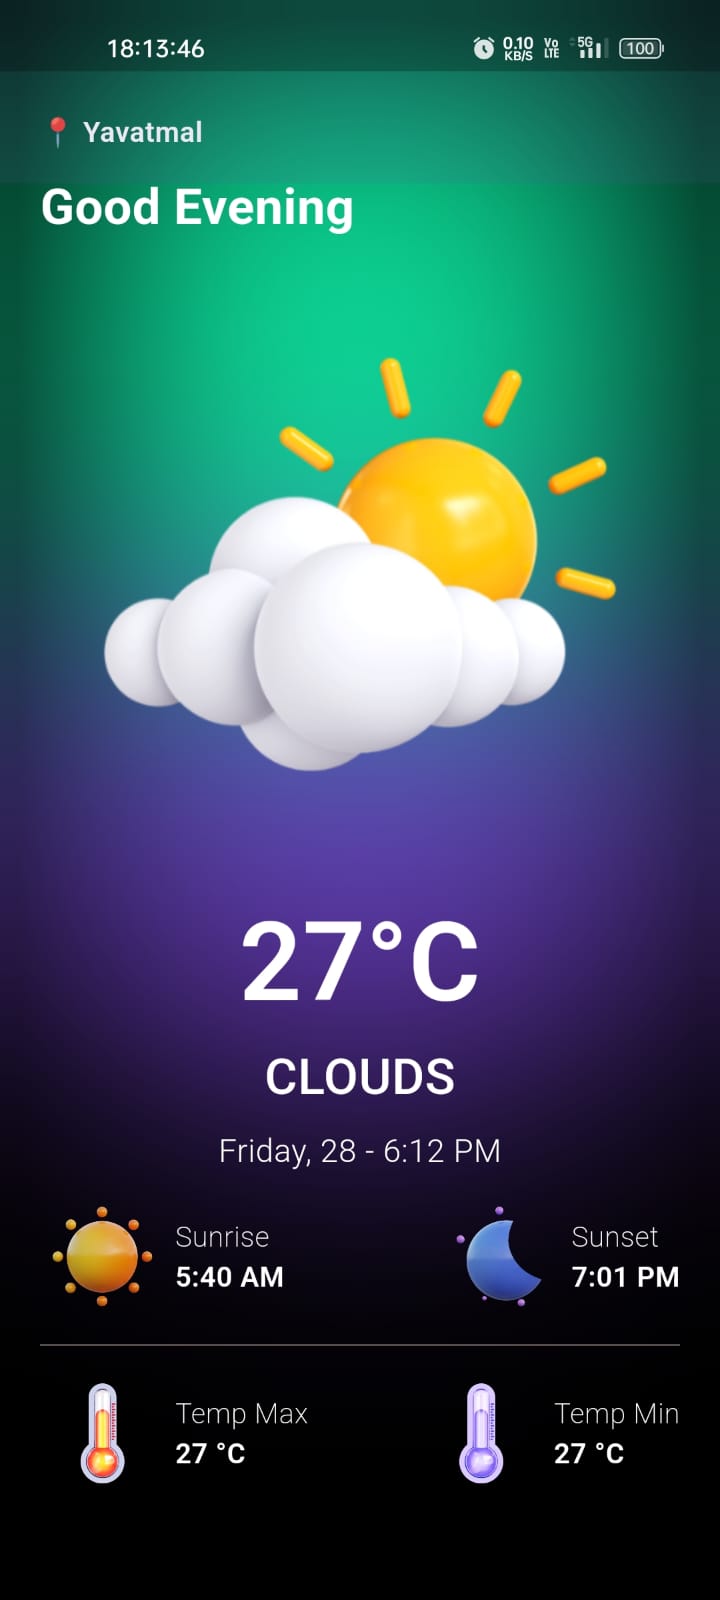 18:13:46 0.10 KB/S Vo LTE 5G 100
Yavatmal
Good Evening
27°C
CLOUDS
Friday, 28 - 6:12 PM
Sunrise Sunset
5:40 AM 7:01 PM
Temp Max Temp Min
27 °C 27 °C